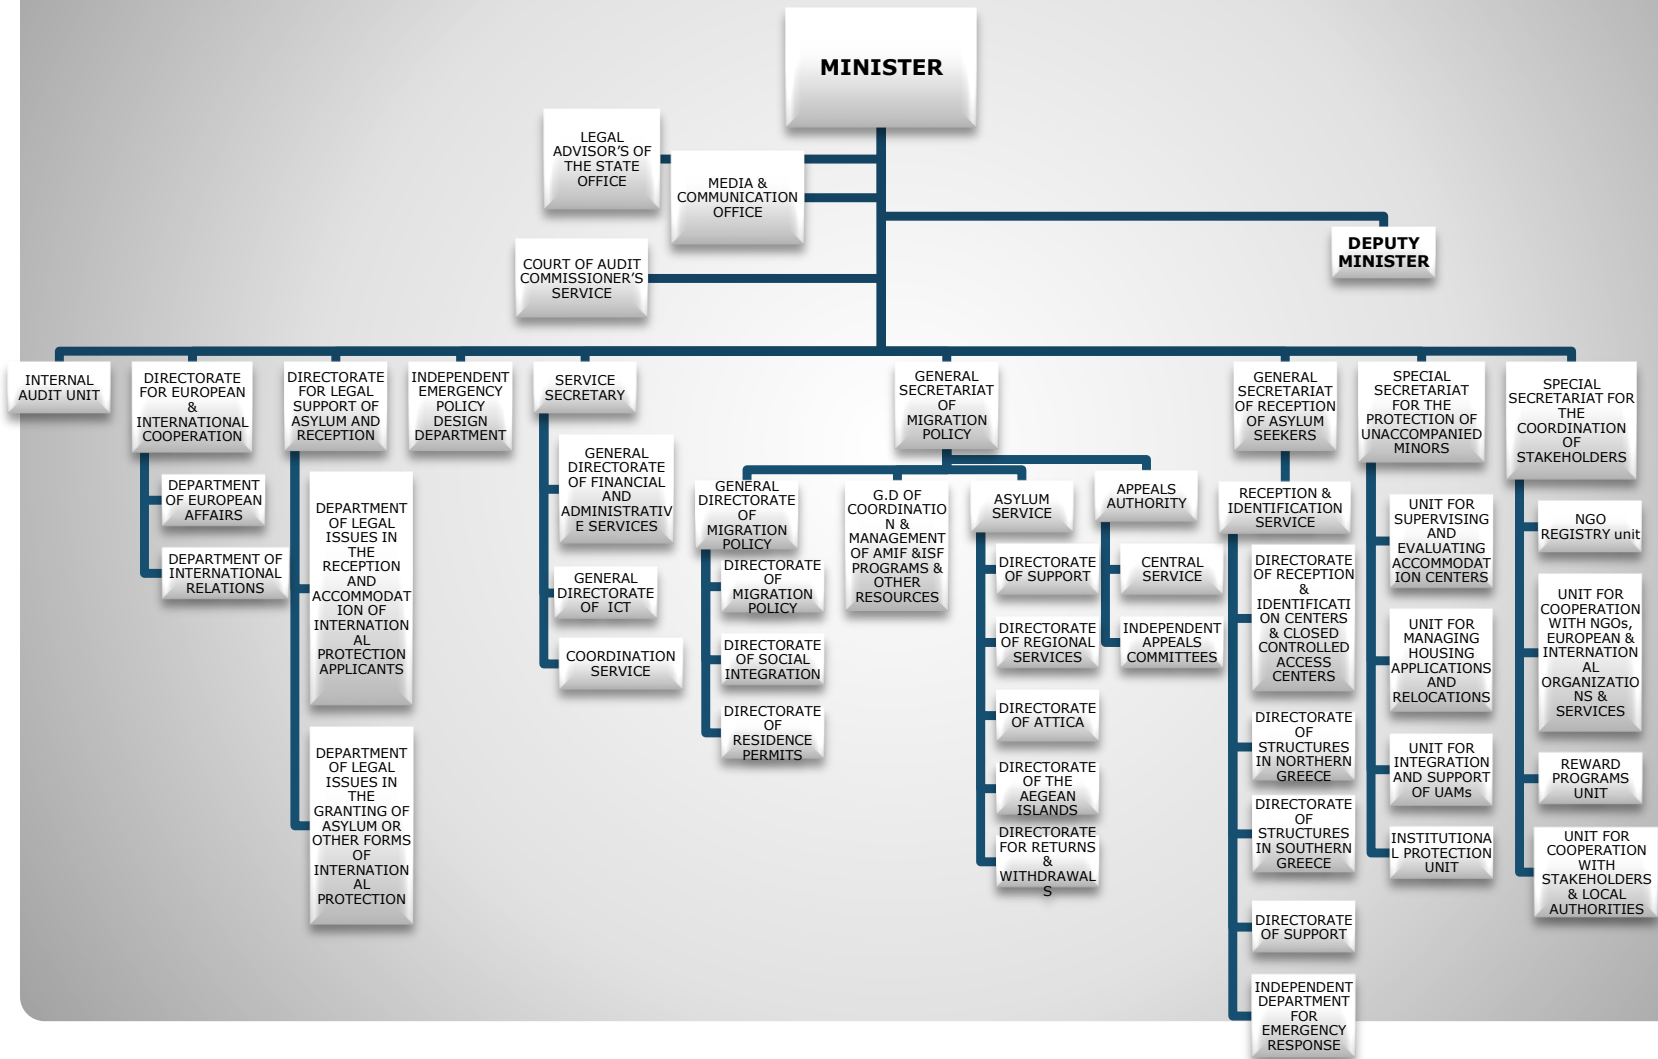 MINISTER
LEGAL
ADVISOR'S OF
THE STATE
OFFICE
MEDIA &
COMMUNICATION
OFFICE
DEPUTY
MINISTER
COURT OF AUDIT
COMMISSIONER'S
SERVICE
INTERNAL
AUDIT UNIT
DIRECTORATE
FOR EUROPEAN
&
INTERNATIONAL
COOPERATION
DEPARTMENT
OF EUROPEAN
AFFAIRS
DEPARTMENT OF
INTERNATIONAL
RELATIONS
DIRECTORATE
FOR LEGAL
SUPPORT OF
ASYLUM AND
RECEPTION
DEPARTMENT
OF LEGAL
ISSUES IN
THE
RECEPTION
AND
ACCOMMODAT
ION OF
INTERNATION
AL
PROTECTION
APPLICANTS
DEPARTMENT
OF LEGAL
ISSUES IN
THE
GRANTING OF
ASYLUM OR
OTHER FORMS
OF
INTERNATION
AL
PROTECTION
INDEPENDENT
EMERGENCY
POLICY
DESIGN
DEPARTMENT
SERVICE
SECRETARY
GENERAL
DIRECTORATE
OF FINANCIAL
AND
ADMINISTRATIV
E SERVICES
GENERAL
DIRECTORATE
OF ICT
COORDINATION
SERVICE
GENERAL
SECRETARIAT
OF
MIGRATION
POLICY
GENERAL
DIRECTORATE
OF
MIGRATION
POLICY
DIRECTORATE
OF
MIGRATION
POLICY
DIRECTORATE
OF SOCIAL
INTEGRATION
DIRECTORATE
OF
RESIDENCE
PERMITS
G.D OF
COORDINATIO
N &
MANAGEMENT
OF AMIF &ISF
PROGRAMS &
OTHER
RESOURCES
ASYLUM
SERVICE
DIRECTORATE
OF SUPPORT
DIRECTORATE
OF REGIONAL
SERVICES
DIRECTORATE
OF ATTICA
DIRECTORATE
OF THE
AEGEAN
ISLANDS
DIRECTORATE
FOR RETURNS
&
WITHDRAWAL
S
APPEALS
AUTHORITY
CENTRAL
SERVICE
INDEPENDENT
APPEALS
COMMITTEES
GENERAL
SECRETARIAT
OF RECEPTION
OF ASYLUM
SEEKERS
RECEPTION &
IDENTIFICATION
SERVICE
DIRECTORATE
OF RECEPTION
&
IDENTIFICATI
ON CENTERS
& CLOSED
CONTROLLED
ACCESS
CENTERS
DIRECTORATE
OF
STRUCTURES
IN NORTHERN
GREECE
DIRECTORATE
OF
STRUCTURES
IN SOUTHERN
GREECE
DIRECTORATE
OF SUPPORT
INDEPENDENT
DEPARTMENT
FOR
EMERGENCY
RESPONSE
SPECIAL
SECRETARIAT
FOR THE
PROTECTION OF
UNACCOMPANIED
MINORS
UNIT FOR
SUPERVISING
AND
EVALUATING
ACCOMMODAT
ION CENTERS
UNIT FOR
MANAGING
HOUSING
APPLICATIONS
AND
RELOCATIONS
UNIT FOR
INTEGRATION
AND SUPPORT
OF UAMs
INSTITUTIONA
L PROTECTION
UNIT
SPECIAL
SECRETARIAT FOR
THE
COORDINATION
OF
STAKEHOLDERS
NGO
REGISTRY unit
UNIT FOR
COOPERATION
WITH NGOs,
EUROPEAN &
INTERNATION
AL
ORGANIZATIO
NS &
SERVICES
REWARD
PROGRAMS
UNIT
UNIT FOR
COOPERATION
WITH
STAKEHOLDERS
& LOCAL
AUTHORITIES